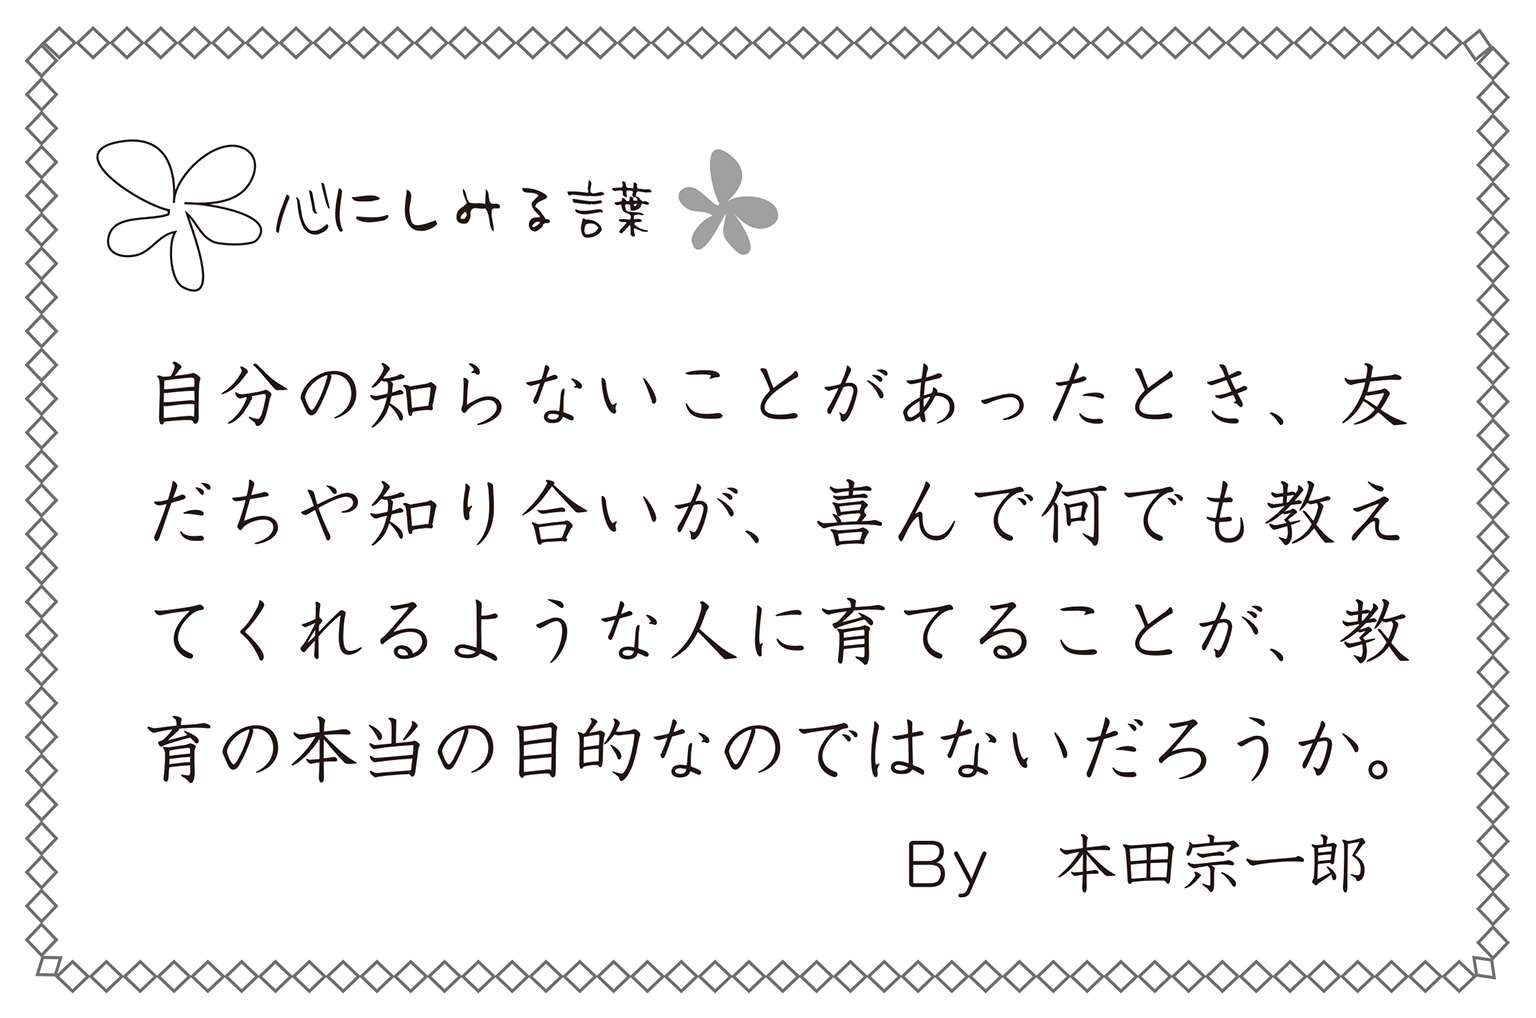 心にしみる言葉
自分の知らないことがあったとき、友
だちや知り合いが、喜んで何でも教え
てくれるような人に育てることが、教
育の本当の目的なのではないだろうか。
By　本田宗一郎